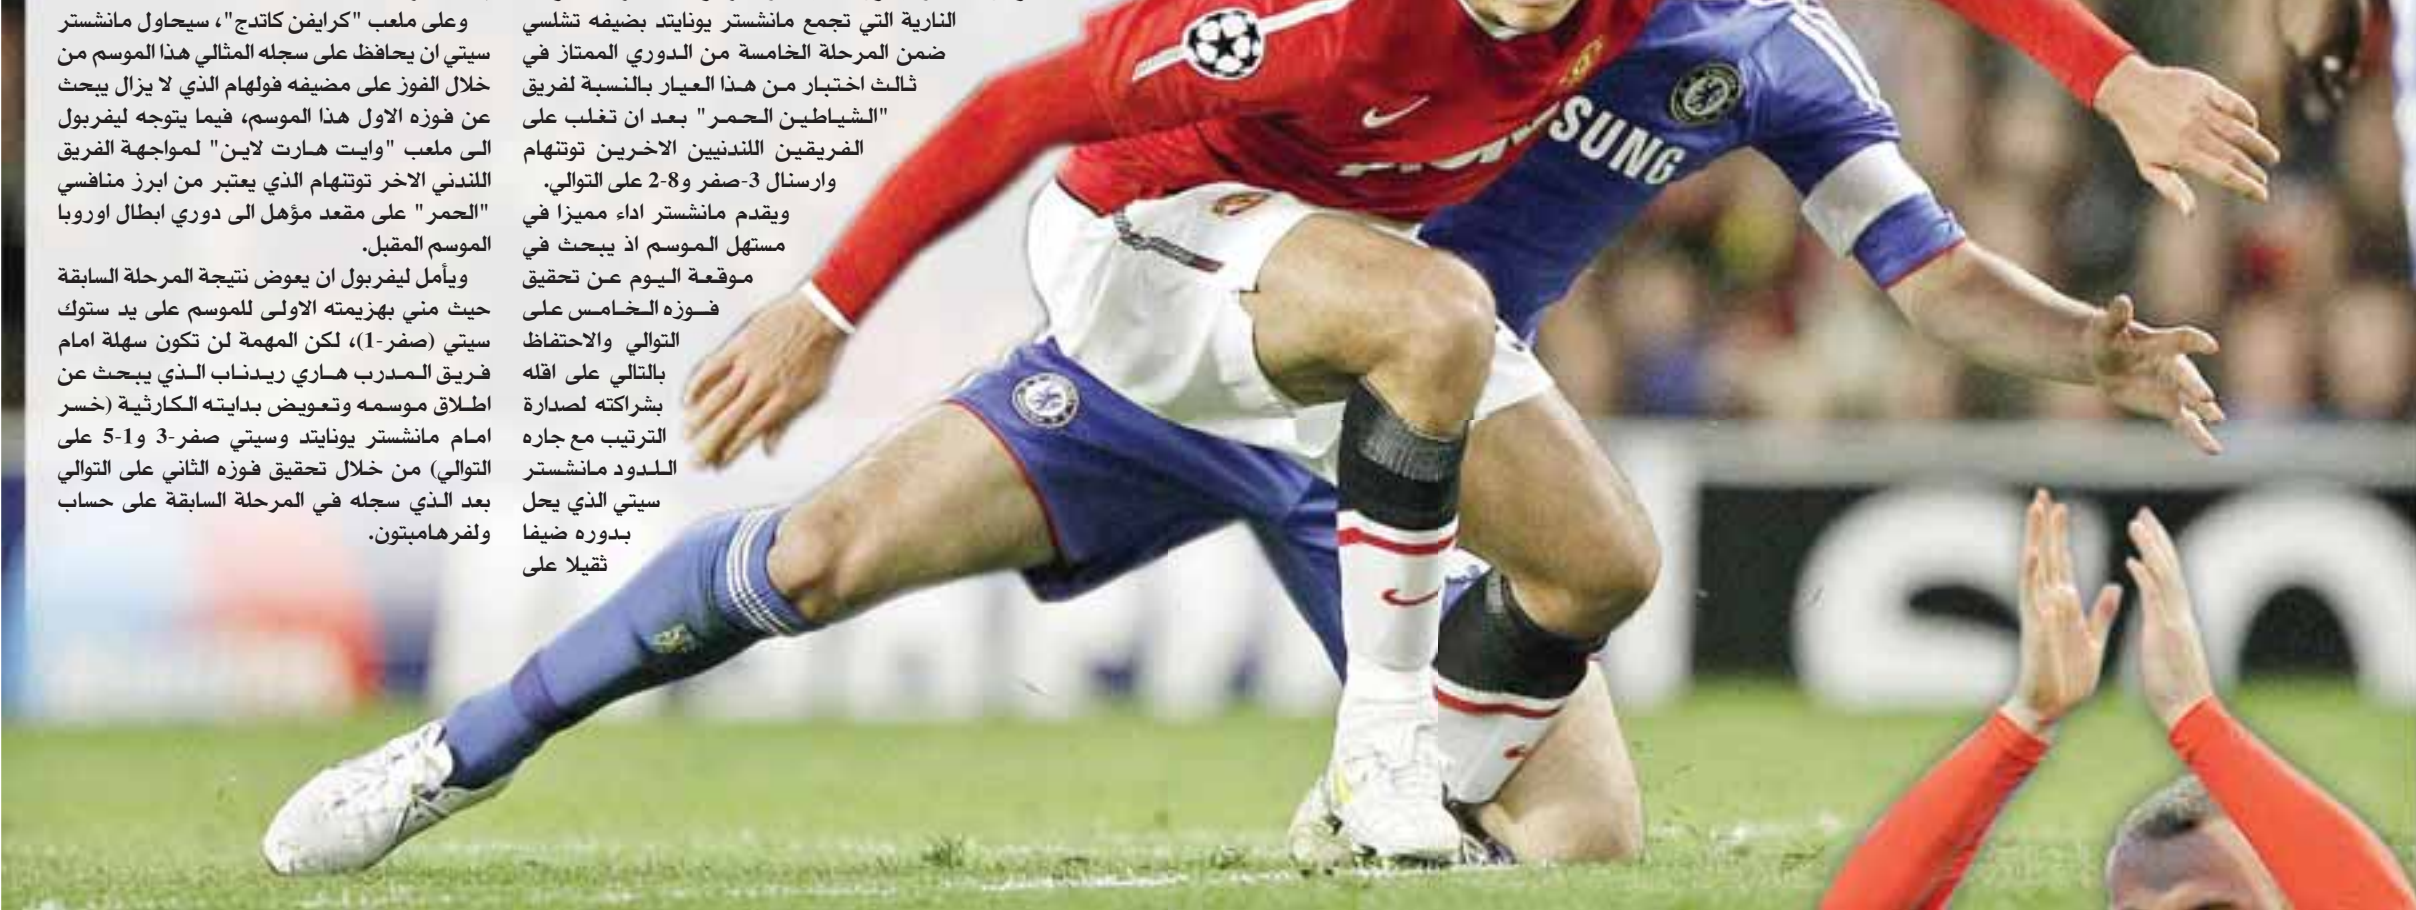 النارية التي تجمع مانشستر يونايتد بضيفه تشلسي
ضمن المرحلة الخامسة من الدوري الممتاز في
ثالث اختبار من هذا العيار بالنسبة لفريق
"الشياطين الحمر" بعد ان تغلب على
الفريقين اللندنيين الاخرين توتنهام
وارسنال 3-صفر و8-2 على التوالي.
ويقدم مانشستر اداء مميزا في
مستهل الموسم اذ يبحث في
موقعة اليوم عن تحقيق
فوزه الخامس على
التوالي والاحتفاظ
بالتالي على اقله
بشراكته لصدارة
الترتيب مع جاره
اللدود مانشستر
سيتي الذي يحل
بدوره ضيفا
ثقيلا على
وعلى ملعب "كرايفن كاتدج"، سيحاول مانشستر
سيتي ان يحافظ على سجله المثالي هذا الموسم من
خلال الفوز على مضيفه فولهام الذي لا يزال يبحث
عن فوزه الاول هذا الموسم، فيما يتوجه ليفربول
الى ملعب "وايت هارت لاين" لمواجهة الفريق
اللندني الاخر توتنهام الذي يعتبر من ابرز منافسي
"الحمر" على مقعد مؤهل الى دوري ابطال اوروبا
الموسم المقبل.
ويأمل ليفربول ان يعوض نتيجة المرحلة السابقة
حيث مني بهزيمته الاولى للموسم على يد ستوك
سيتي (صفر-1)، لكن المهمة لن تكون سهلة امام
فريق المدرب هاري ريدناب الذي يبحث عن
اطلاق موسمه وتعويض بدايته الكارثية (خسر
امام مانشستر يونايتد وسيتي صفر-3 و1-5 على
التوالي) من خلال تحقيق فوزه الثاني على التوالي
بعد الذي سجله في المرحلة السابقة على حساب
ولفرهامبتون.
SUNG